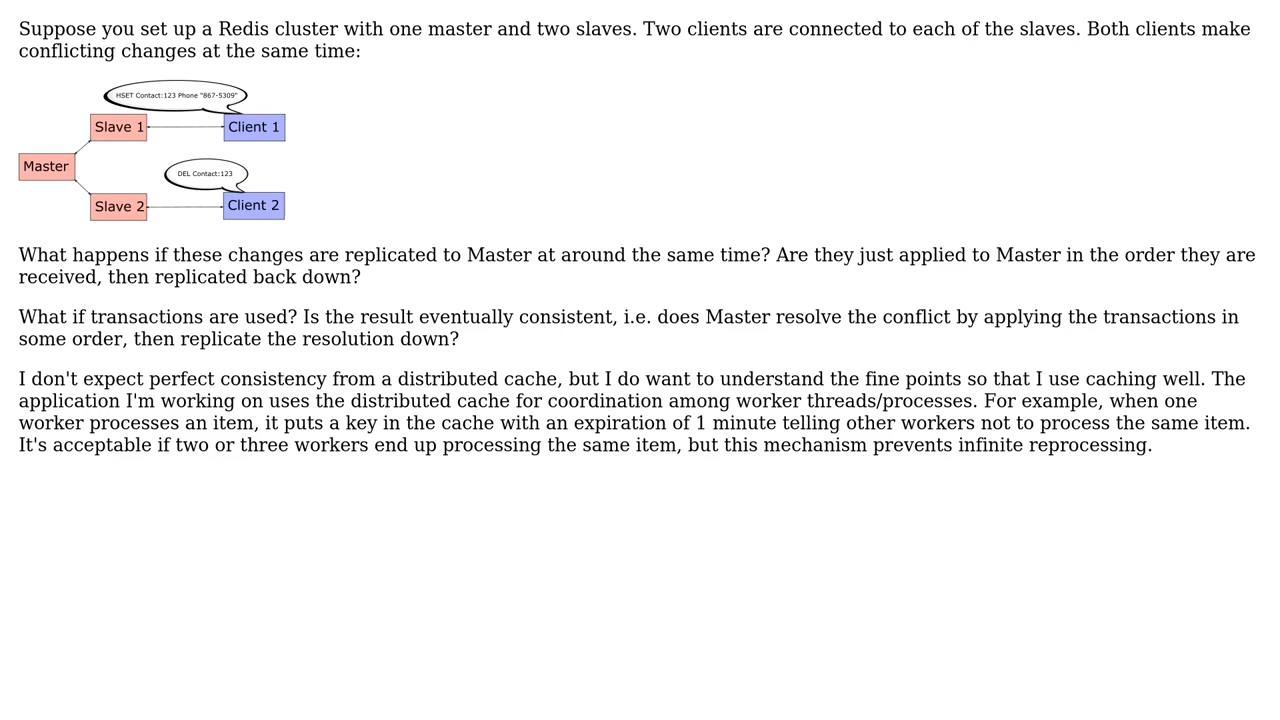 Suppose you set up a Redis cluster with one master and two slaves. Two clients are connected to each of the slaves. Both clients make
conflicting changes at the same time:
HSET Contact:123 Phone "867-5309"
Slave 1
Client 1
Master
DEL Contact:123
Slave 2
Client 2
What happens if these changes are replicated to Master at around the same time? Are they just applied to Master in the order they are
received, then replicated back down?
What if transactions are used? Is the result eventually consistent, i.e. does Master resolve the conflict by applying the transactions in
some order, then replicate the resolution down?
I don't expect perfect consistency from a distributed cache, but I do want to understand the fine points so that I use caching well. The
application I'm working on uses the distributed cache for coordination among worker threads/processes. For example, when one
worker processes an item, it puts a key in the cache with an expiration of 1 minute telling other workers not to process the same item.
It's acceptable if two or three workers end up processing the same item, but this mechanism prevents infinite reprocessing.